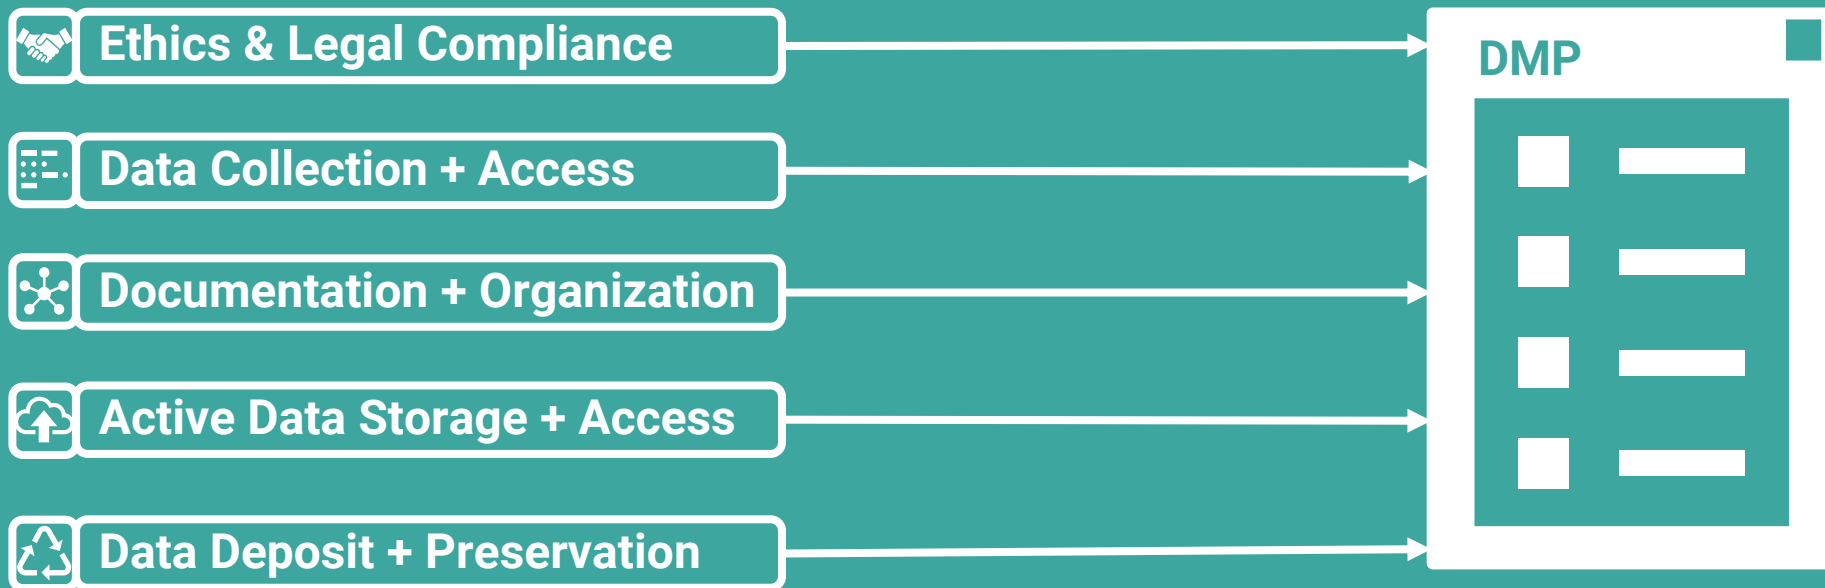 Ethics & Legal Compliance
DMP
Data Collection + Access
Documentation + Organization
Active Data Storage + Access
Data Deposit + Preservation